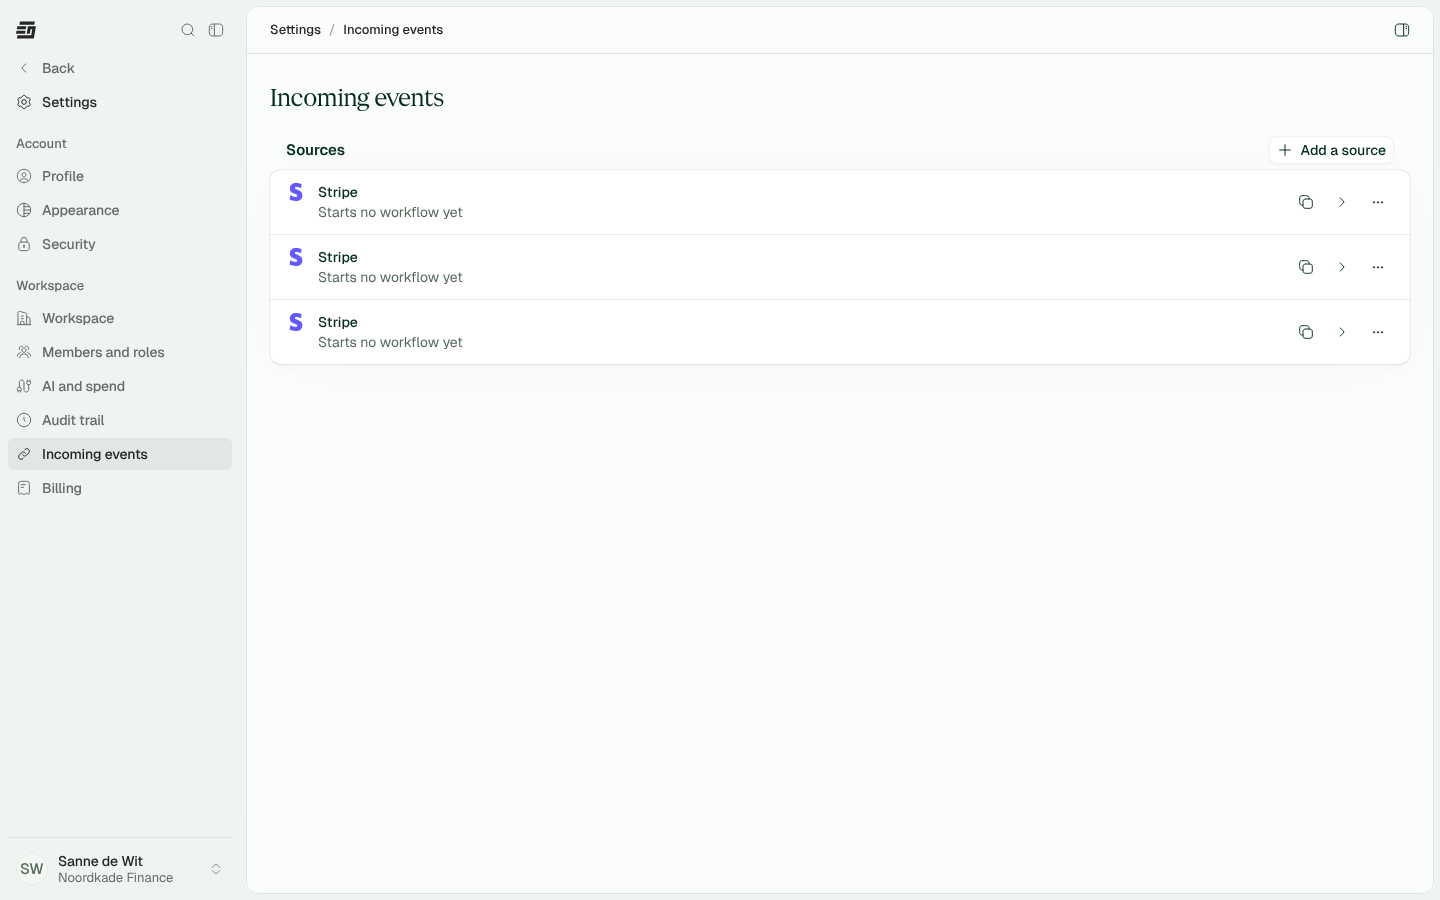 Settings / Incoming events
Back
Settings
Account
Profile
Appearance
Security
Workspace
Workspace
Members and roles
AI and spend
Audit trail
Incoming events
Billing
SW
Sanne de Wit
Noordkade Finance
Incoming events
Sources
Add a source
Stripe
Starts no workflow yet
Stripe
Starts no workflow yet
Stripe
Starts no workflow yet